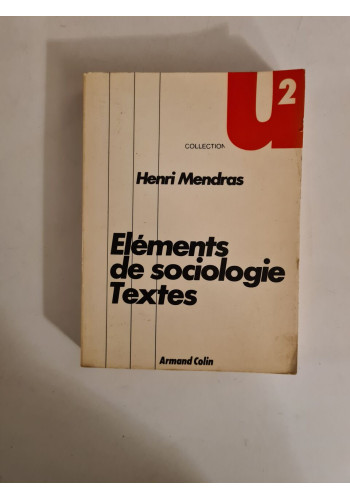 u2
COLLECTION
Henri Mendras
Eléments
de sociologie
Textes
Armand Colin